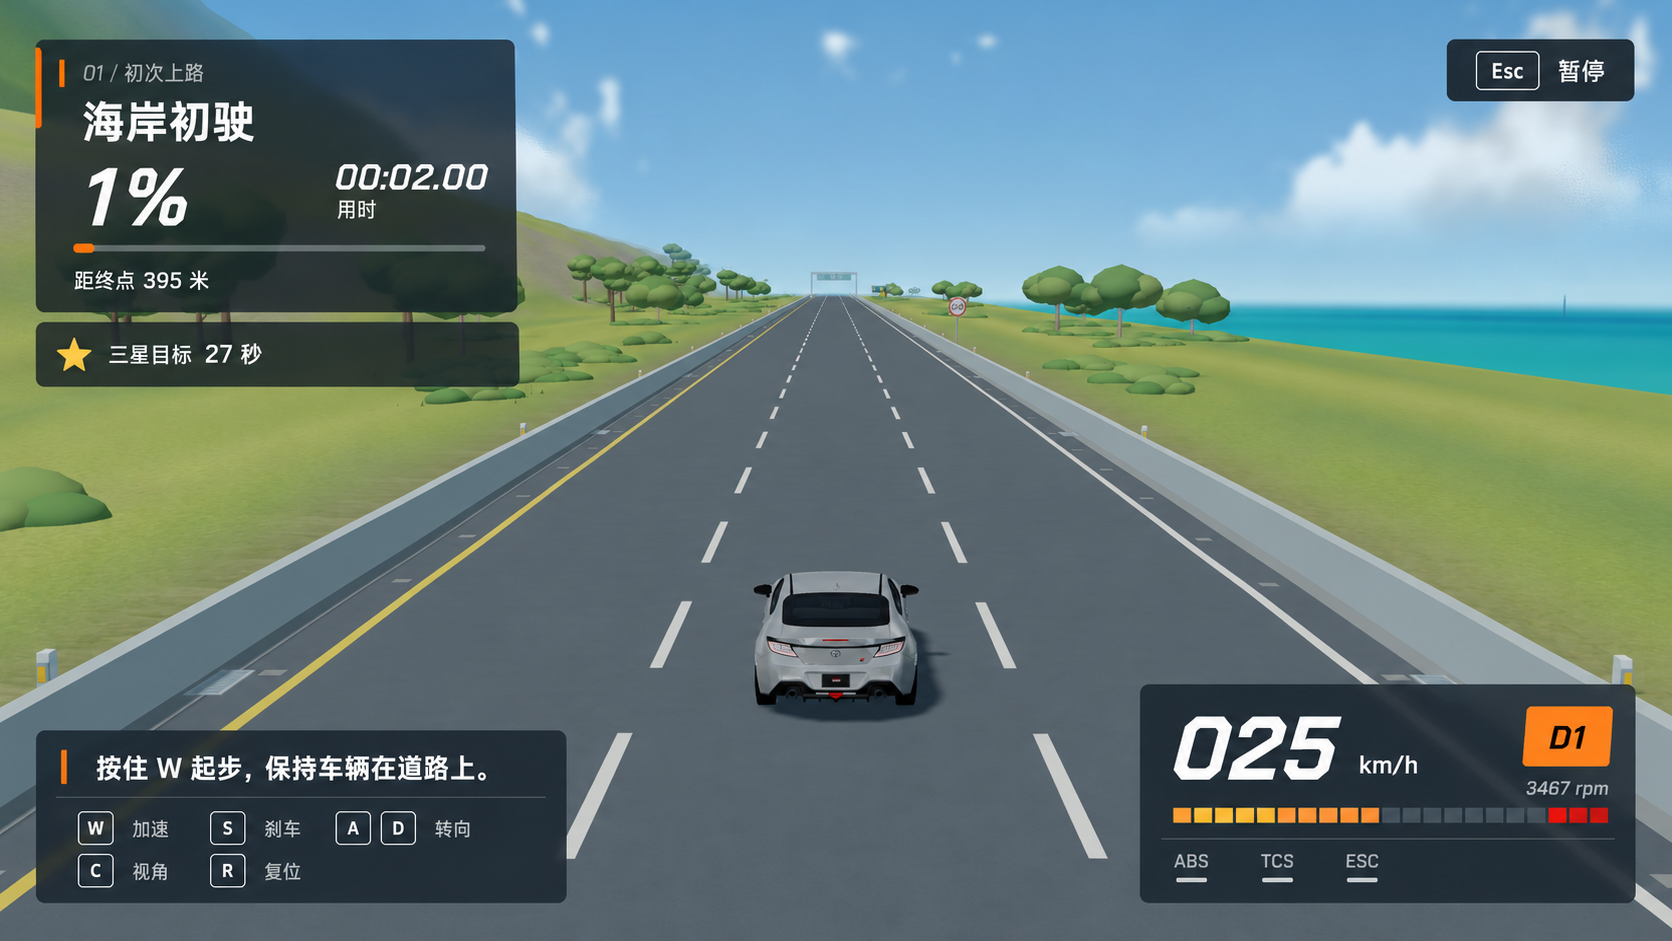 01 / 初次上路
海岸初驶
1%
00:02.00
用时
距终点 395 米
三星目标 27 秒
Esc 暂停
按住 W 起步，保持车辆在道路上。
W 加速 S 刹车 A D 转向
C 视角 R 复位
025 km/h
D1
3467 rpm
ABS TCS ESC